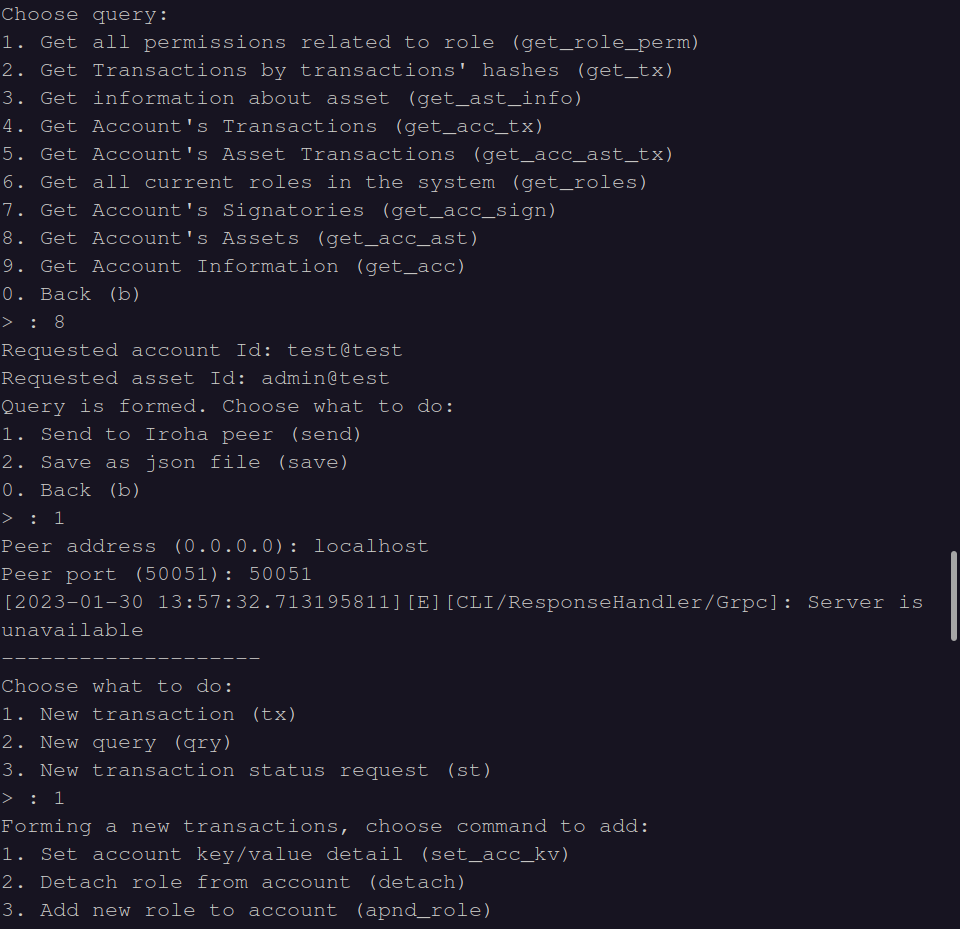 Choose query:
1. Get all permissions related to role (get_role_perm)
2. Get Transactions by transactions' hashes (get_tx)
3. Get information about asset (get_ast_info)
4. Get Account's Transactions (get_acc_tx)
5. Get Account's Asset Transactions (get_acc_ast_tx)
6. Get all current roles in the system (get_roles)
7. Get Account's Signatories (get_acc_sign)
8. Get Account's Assets (get_acc_ast)
9. Get Account Information (get_acc)
0. Back (b)
> : 8
Requested account Id: test@test
Requested asset Id: admin@test
Query is formed. Choose what to do:
1. Send to Iroha peer (send)
2. Save as json file (save)
0. Back (b)
> : 1
Peer address (0.0.0.0): localhost
Peer port (50051): 50051
[2023-01-30 13:57:32.713195811][E][CLI/ResponseHandler/Grpc]: Server is
unavailable
--------------------
Choose what to do:
1. New transaction (tx)
2. New query (qry)
3. New transaction status request (st)
> : 1
Forming a new transactions, choose command to add:
1. Set account key/value detail (set_acc_kv)
2. Detach role from account (detach)
3. Add new role to account (apnd_role)